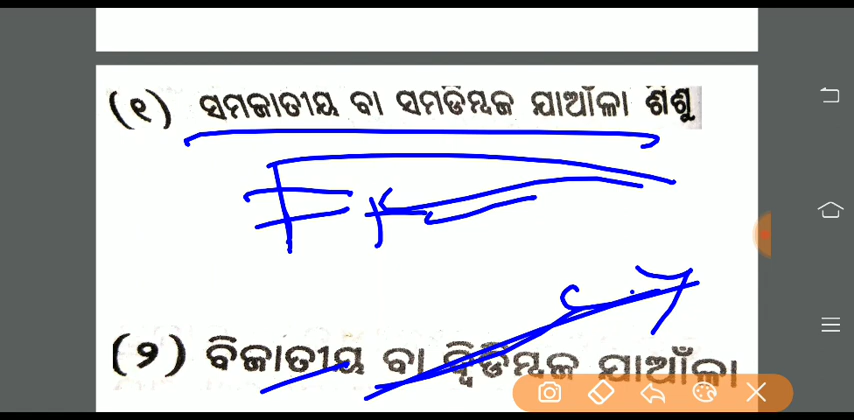 (୧) ସମଜାତୀୟ ବା ସମଡିମ୍ବଜ ଯାଆଁଳା ଶିଶୁ
(୨) ବିଜାତୀୟ ବା ଦ୍ୱିଡିମ୍ବଜ ଯାଆଁଳା